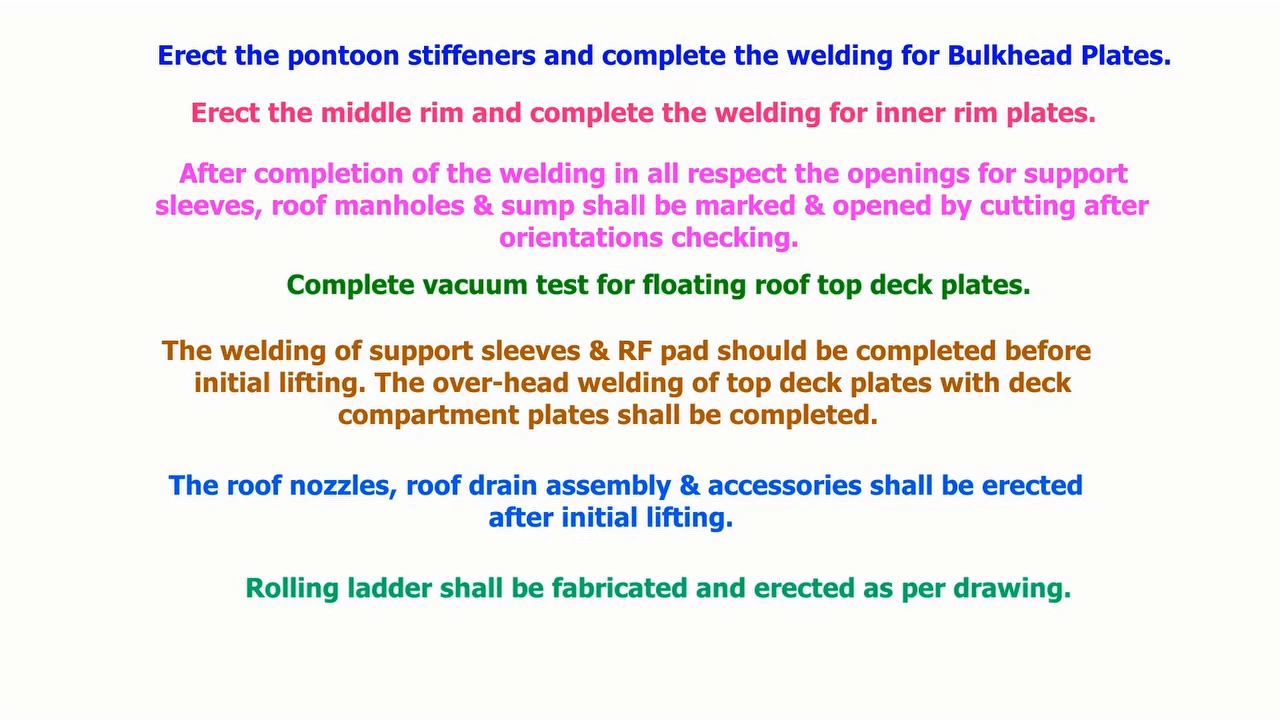 Erect the pontoon stiffeners and complete the welding for Bulkhead Plates.
Erect the middle rim and complete the welding for inner rim plates.
After completion of the welding in all respect the openings for support
sleeves, roof manholes & sump shall be marked & opened by cutting after
orientations checking.
Complete vacuum test for floating roof top deck plates.
The welding of support sleeves & RF pad should be completed before
initial lifting. The over-head welding of top deck plates with deck
compartment plates shall be completed.
The roof nozzles, roof drain assembly & accessories shall be erected
after initial lifting.
Rolling ladder shall be fabricated and erected as per drawing.